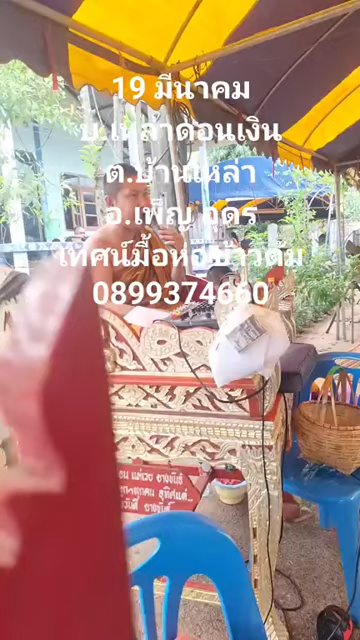 19 มีนาคม
บ.เหล่าดอนเงิน
ต.บ้านเหล่า
อ.เพ็ญ อุดร
เทศน์มื้อห่อข้าวต้ม
0899374660